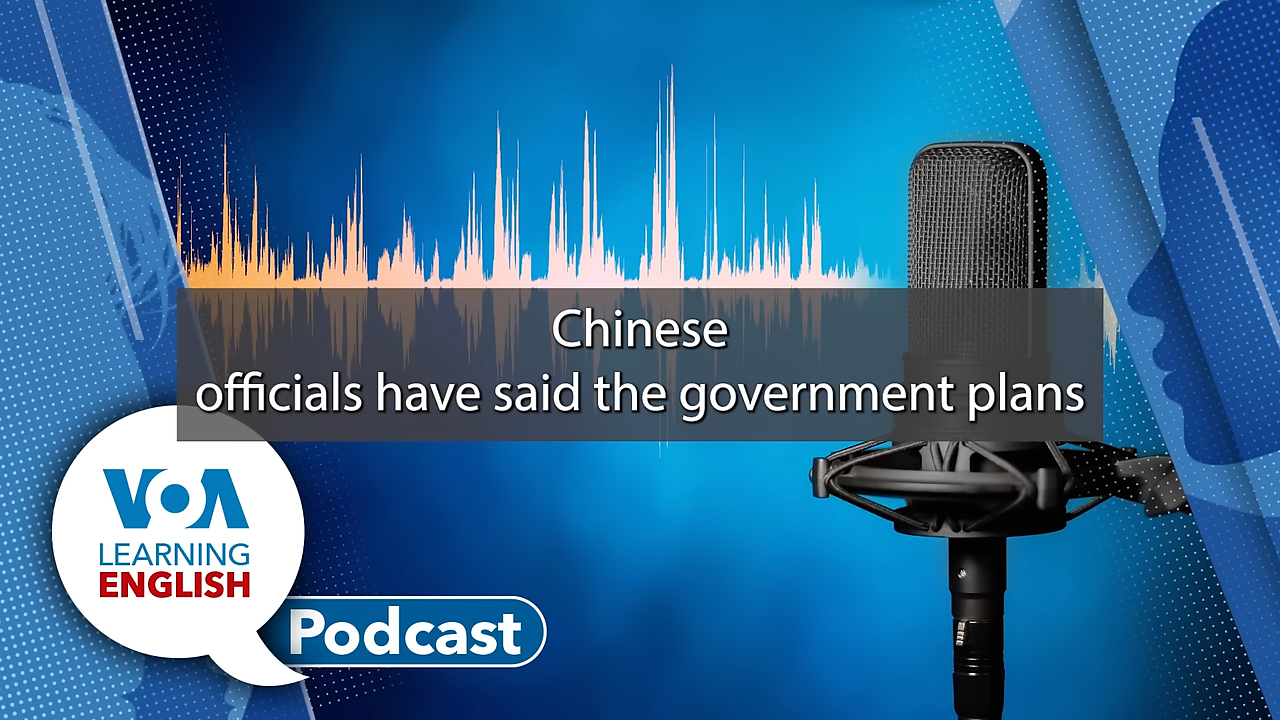 Chinese
officials have said the government plans
VOA
LEARNING
ENGLISH
Podcast